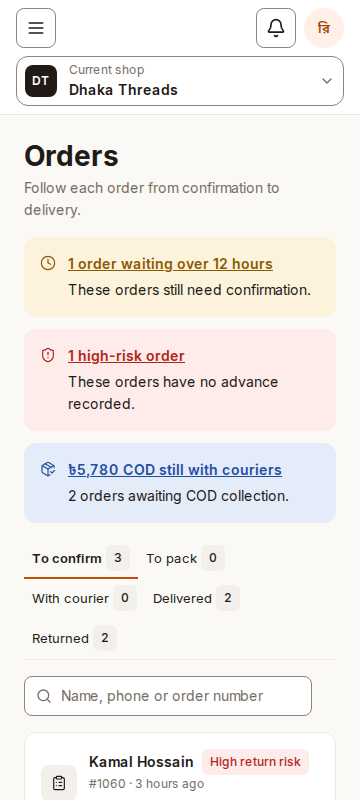 রি
DT
Current shop
Dhaka Threads
Orders
Follow each order from confirmation to
delivery.
1 order waiting over 12 hours
These orders still need confirmation.
1 high-risk order
These orders have no advance
recorded.
৳5,780 COD still with couriers
2 orders awaiting COD collection.
To confirm 3 To pack 0
With courier 0 Delivered 2
Returned 2
Name, phone or order number
Kamal Hossain High return risk
#1060 · 3 hours ago